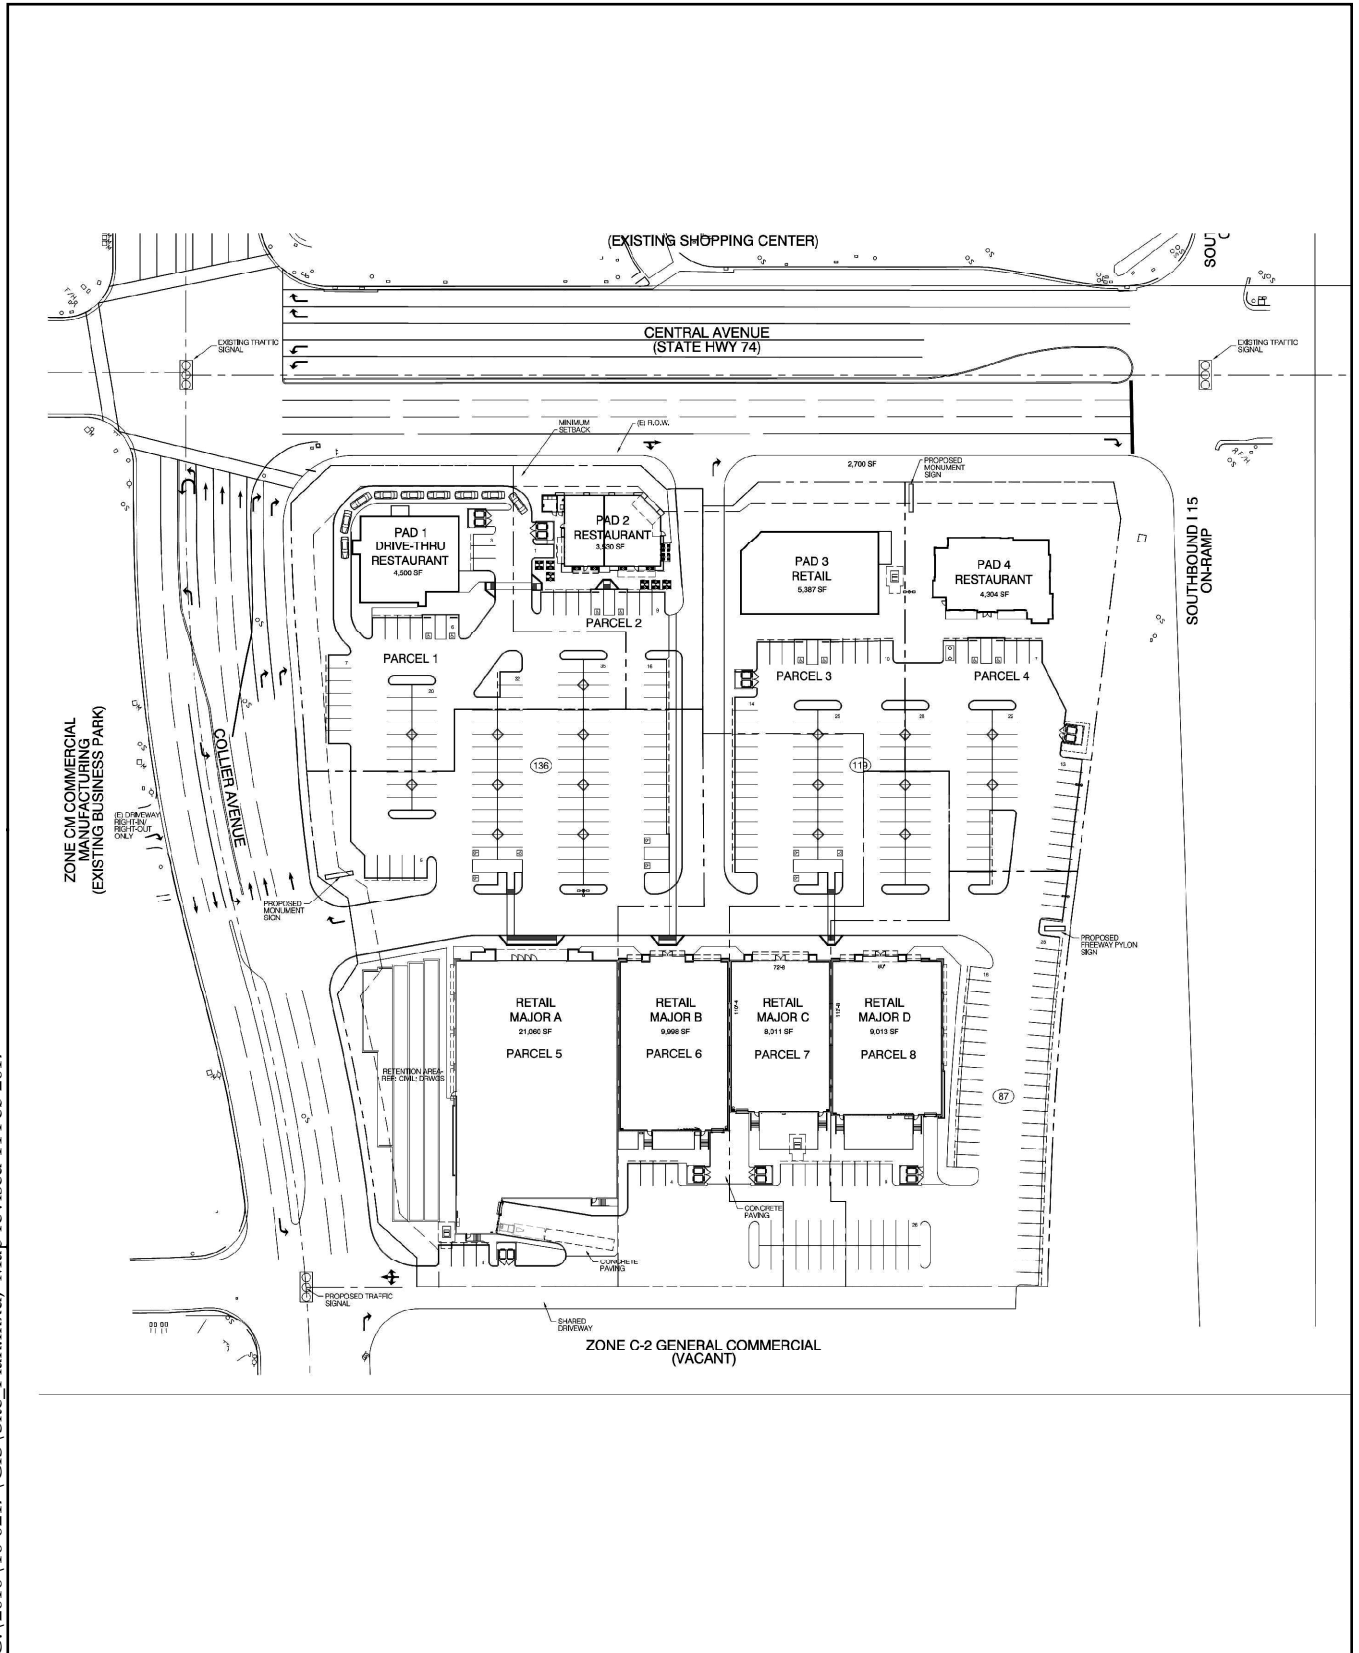 (EXISTING SHOPPING CENTER)
CENTRAL AVENUE
(STATE HWY 74)
EXISTING TRAFFIC
SIGNAL
EXISTING TRAFFIC
SIGNAL
MINIMUM
SETBACK
(E) R.O.W.
2,700 SF
PROPOSED
MONUMENT
SIGN
SOUTHBOUND I 15
ON-RAMP
PAD 1
DRIVE-THRU
RESTAURANT
4,500 SF
PAD 2
RESTAURANT
3,530 SF
PAD 3
RETAIL
5,387 SF
PAD 4
RESTAURANT
4,304 SF
PARCEL 1
PARCEL 2
PARCEL 3
PARCEL 4
ZONE CM COMMERCIAL
MANUFACTURING
(EXISTING BUSINESS PARK)
COLLIER AVENUE
(E) DRIVEWAY
RIGHT-IN/
RIGHT-OUT
ONLY
136
119
PROPOSED
MONUMENT
SIGN
PROPOSED
FREEWAY PYLON
SIGN
RETAIL
MAJOR A
21,060 SF
PARCEL 5
RETAIL
MAJOR B
9,998 SF
PARCEL 6
RETAIL
MAJOR C
8,011 SF
PARCEL 7
RETAIL
MAJOR D
9,013 SF
PARCEL 8
RETENTION AREA-
REF: CIVIL: DRWGS
87
CONCRETE
PAVING
CONCRETE
PAVING
PROPOSED TRAFFIC
SIGNAL
SHARED
DRIVEWAY
ZONE C-2 GENERAL COMMERCIAL
(VACANT)